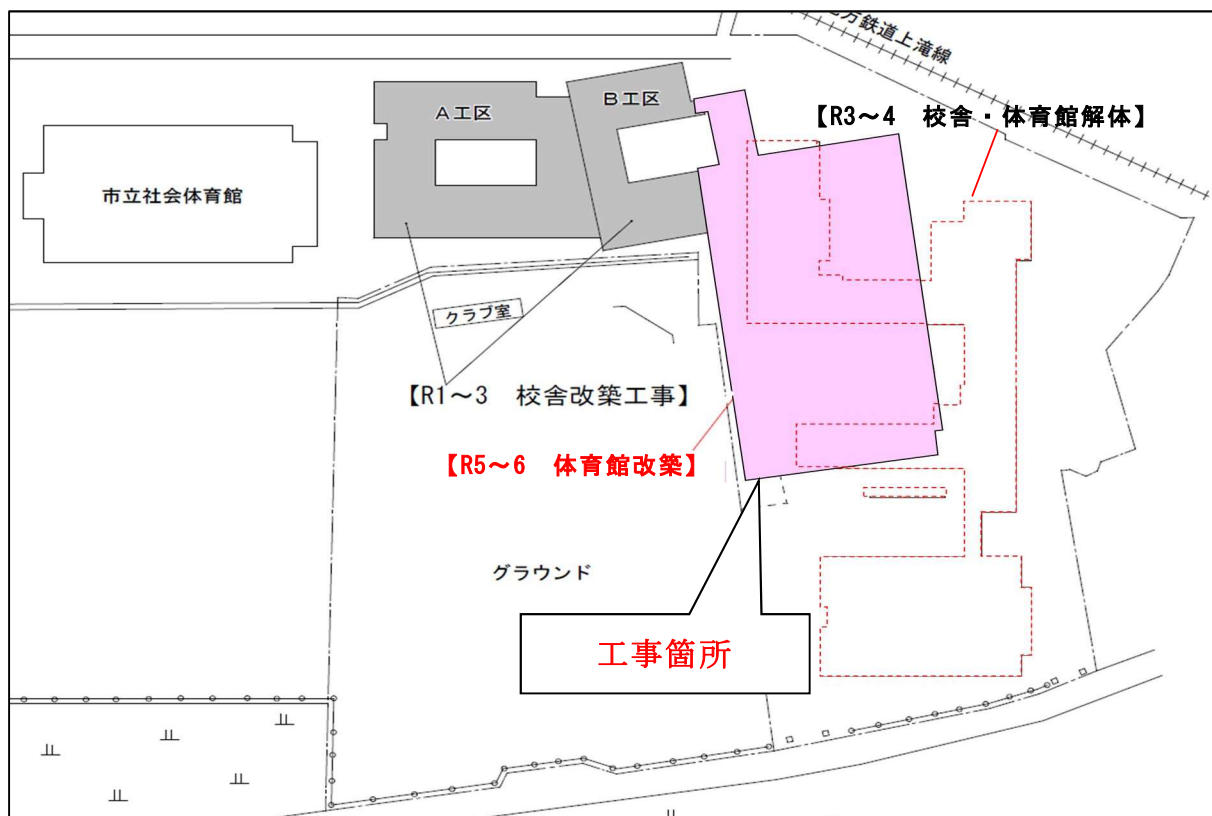 万鉄道上滝線
A工区
B工区
【R3～4　校舎・体育館解体】
市立社会体育館
クラブ室
【R1～3　校舎改築工事】
【R5～6　体育館改築】
グラウンド
工事箇所